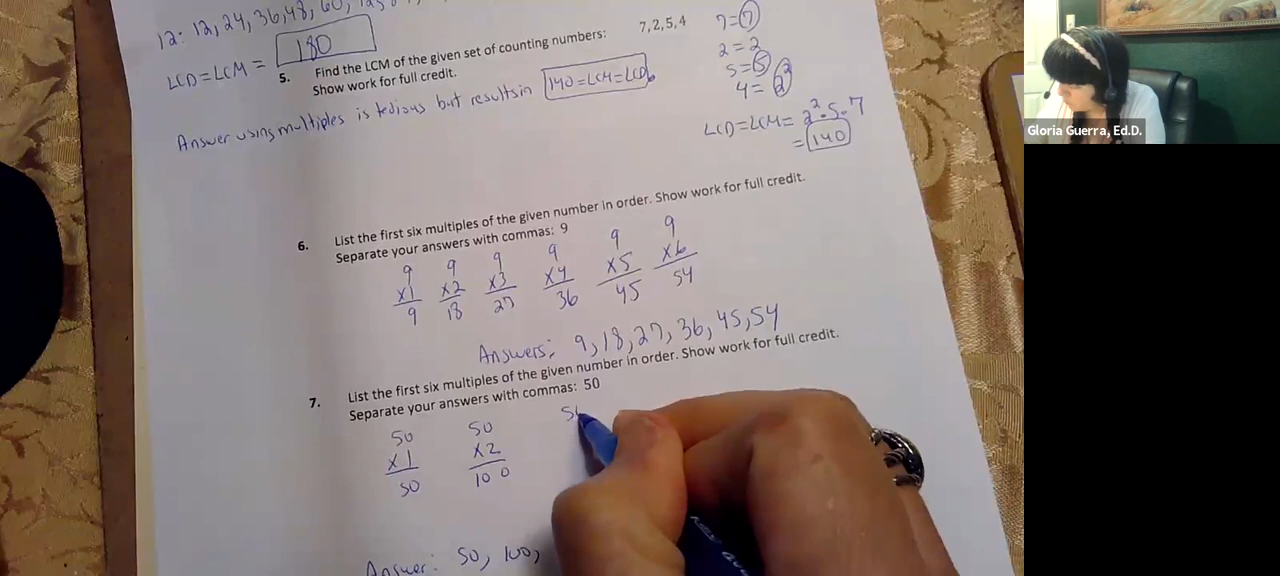 12: 12, 24, 36, 48, 60,
LCD = LCM = 180
5. Find the LCM of the given set of counting numbers: 7, 2, 5, 4
Show work for full credit.
Answer using multiples is tedious but results in 140 = LCM = LCD
7 = 7
2 = 2
5 = 5
4 = 2²
LCD = LCM = 2² · 5 · 7
= 140
6. List the first six multiples of the given number in order. Show work for full credit.
Separate your answers with commas: 9
9 9 9 9 9 9
x1 x2 x3 x4 x5 x6
9 18 27 36 45 54
Answers: 9, 18, 27, 36, 45, 54
7. List the first six multiples of the given number in order. Show work for full credit.
Separate your answers with commas: 50
50 50
x1 x2
50 100
Answer: 50, 100,
Gloria Guerra, Ed.D.